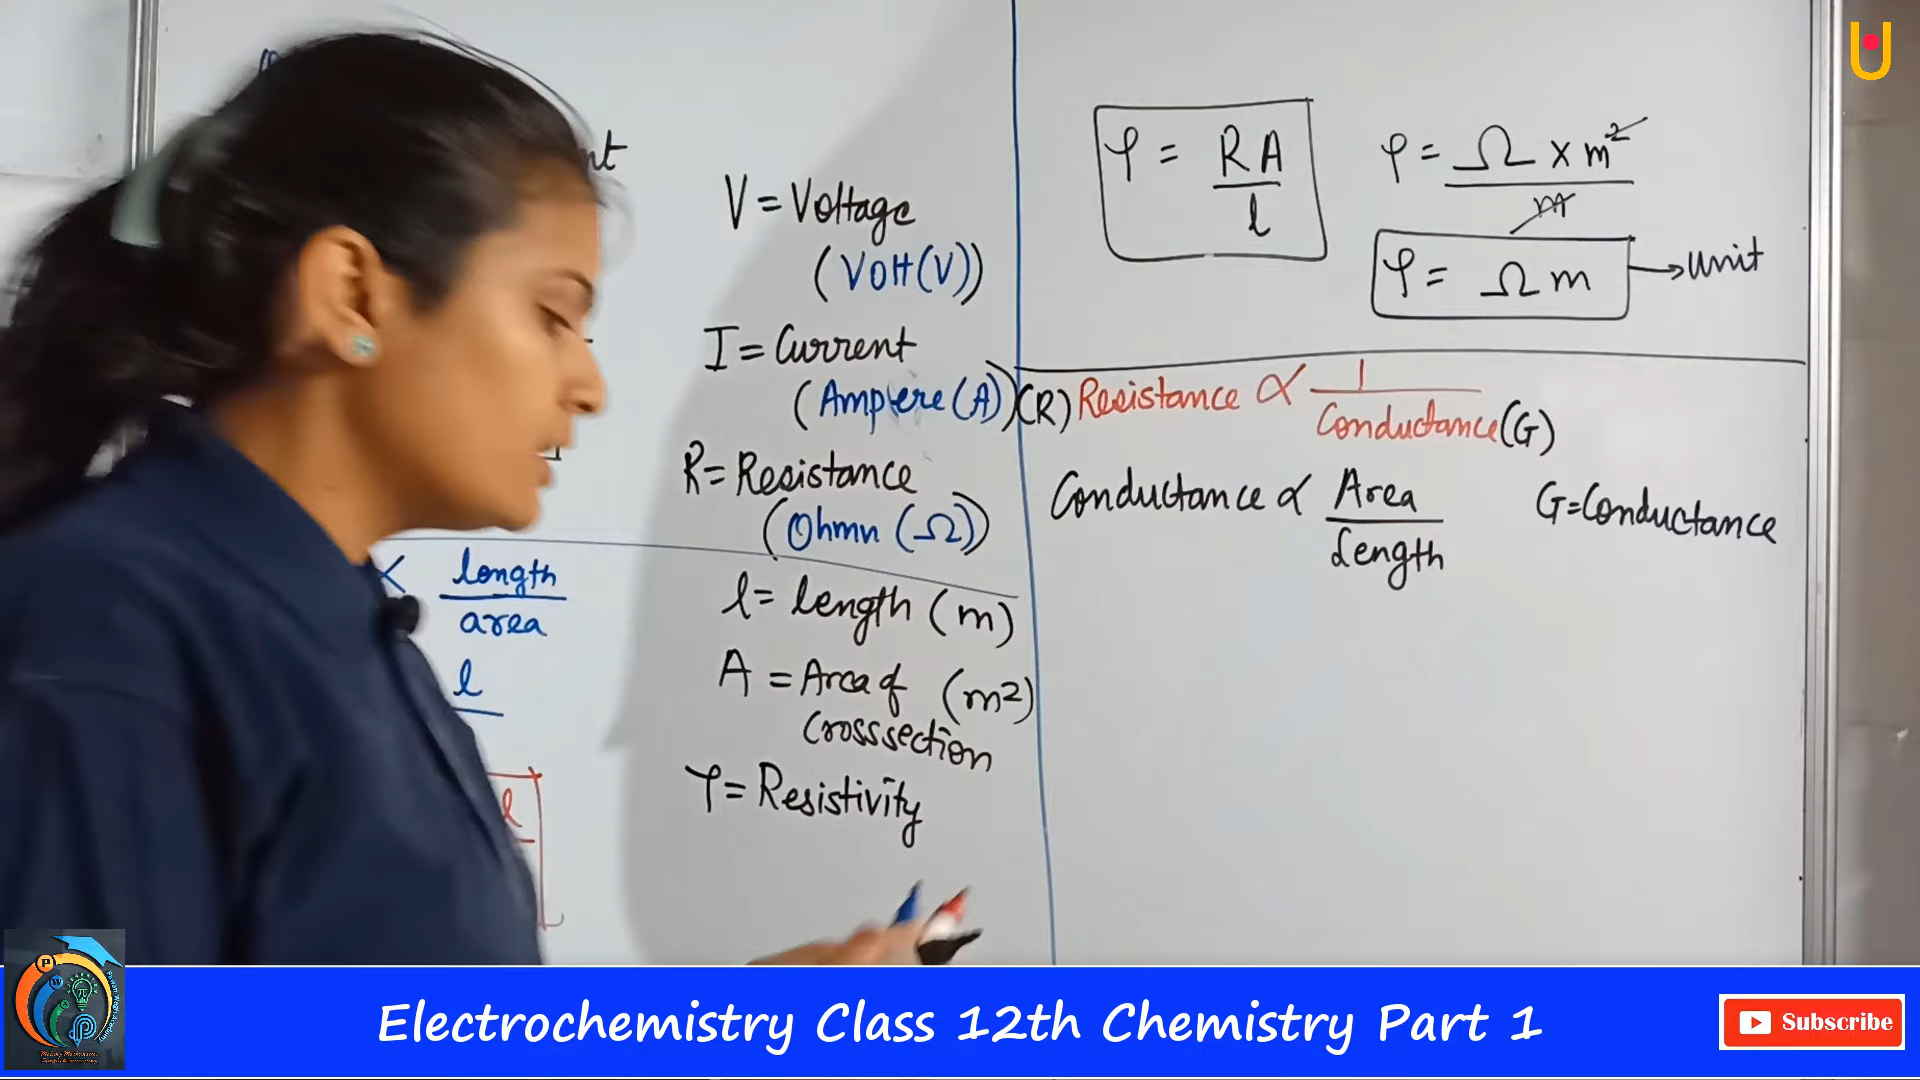 V = Voltage
(Volt(V))
I = Current
(Ampere(A))
R = Resistance
(Ohmn (Ω))
l = length (m)
A = Area of (m²)
Crosssection
ρ = Resistivity
∝ length
area
l
l
ρ = RA
l
ρ = Ω x m²
m
ρ = Ω m → unit
(R) Resistance ∝ 1
Conductance (G)
Conductance ∝ Area
Length
G = Conductance
Electrochemistry Class 12th Chemistry Part 1
Subscribe